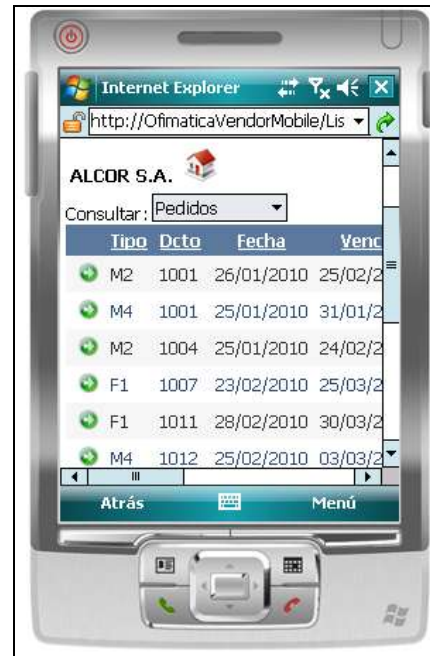 Internet Explorer
http://OfimaticaVendorMobile/Lis
ALCOR S.A.
Consultar: Pedidos
Tipo Dcto Fecha Venc
M2 1001 26/01/2010 25/02/2
M4 1001 25/01/2010 31/01/2
M2 1004 25/01/2010 24/02/2
F1 1007 23/02/2010 25/03/2
F1 1011 28/02/2010 30/03/2
M4 1012 25/02/2010 03/03/2
Atrás Menú